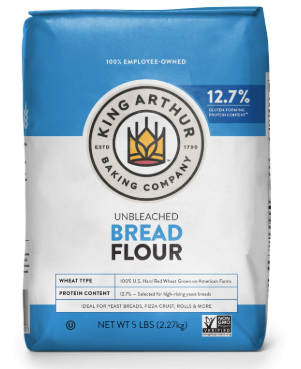 100% EMPLOYEE-OWNED
12.7%
GLUTEN-FORMING
PROTEIN CONTENT
KING ARTHUR
ESTD 1790
BAKING COMPANY
UNBLEACHED
BREAD
FLOUR
WHEAT TYPE 100% U.S. Hard Red Wheat Grown on American Farms
PROTEIN CONTENT 12.7% – Selected for high-rising yeast breads
IDEAL FOR YEAST BREADS, PIZZA CRUST, ROLLS & MORE
U
NET WT 5 LBS (2.27kg)
NON
GMO